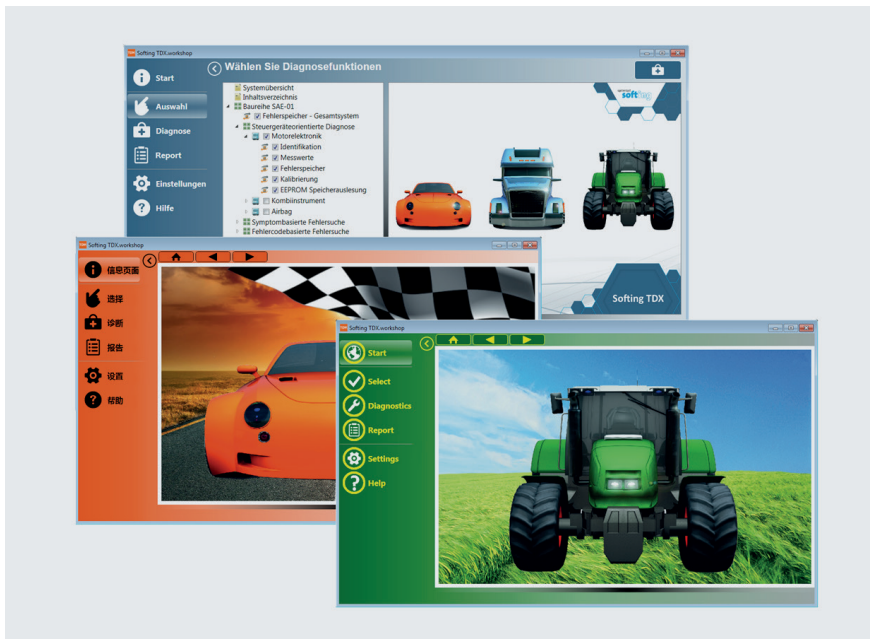 Softing TDX.workshop
Start
Auswahl
Diagnose
Report
Einstellungen
Hilfe
Wählen Sie Diagnosefunktionen
Systemübersicht
Inhaltsverzeichnis
Baureihe SAE-01
Fehlerspeicher - Gesamtsystem
Steuergeräteorientierte Diagnose
Motorelektronik
Identifikation
Messwerte
Fehlerspeicher
Kalibrierung
EEPROM Speicherauslesung
Kombiinstrument
Airbag
Symptombasierte Fehlersuche
Fehlercodebasierte Fehlersuche
softing
Softing TDX
Softing TDX.workshop
信息页面
选择
诊断
报告
设置
帮助
Softing TDX.workshop
Start
Select
Diagnostics
Report
Settings
Help